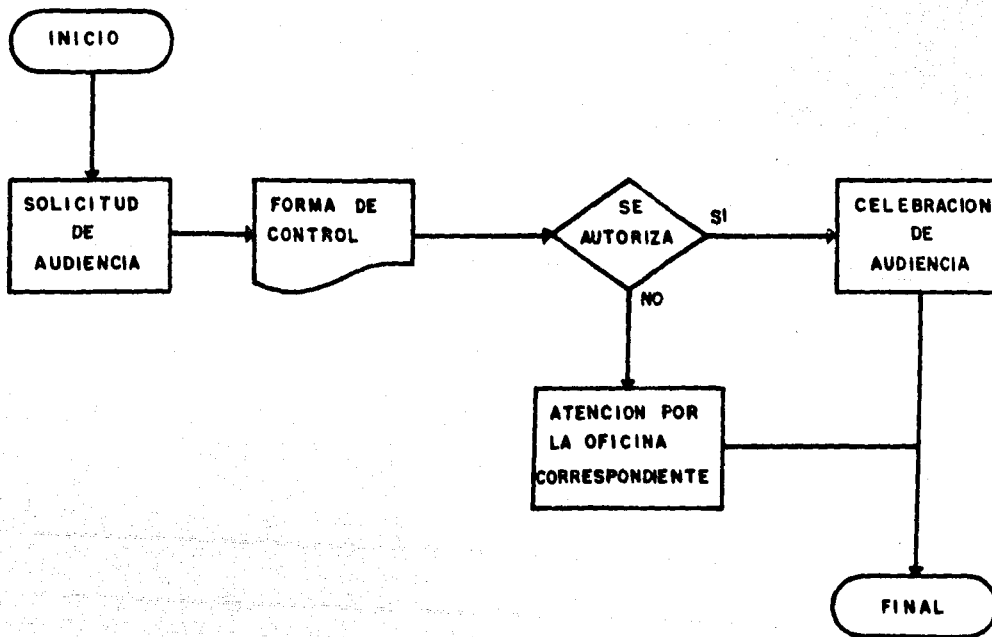 INICIO
SOLICITUD
DE
AUDIENCIA
FORMA DE
CONTROL
SE
AUTORIZA
SI
NO
CELEBRACION
DE
AUDIENCIA
ATENCION POR
LA OFICINA
CORRESPONDIENTE
FINAL